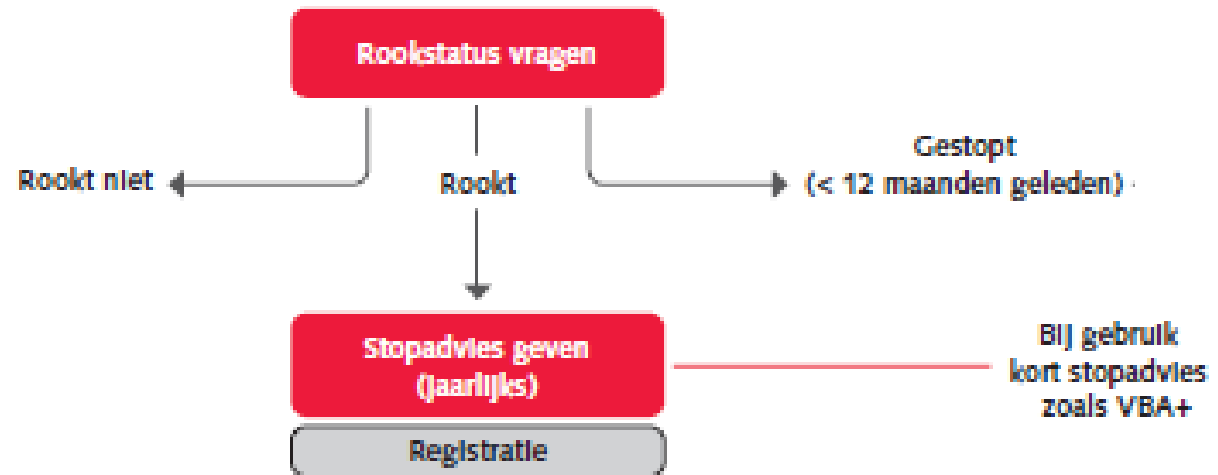 Rookstatus vragen
Rookt niet
Rookt
Gestopt
(< 12 maanden geleden)
Stopadvies geven
(jaarlijks)
Bij gebruik
kort stopadvies
zoals VBA+
Registratie